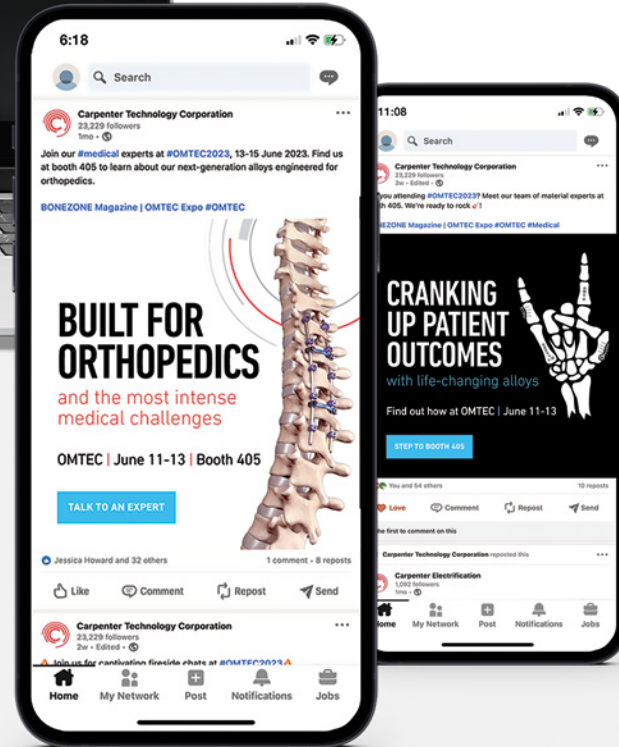 6:18
Search
Carpenter Technology Corporation
23,229 followers
1mo •
Join our #medical experts at #OMTEC2023, 13-15 June 2023. Find us
at booth 405 to learn about our next-generation alloys engineered for
orthopedics.
BONEZONE Magazine | OMTEC Expo #OMTEC
BUILT FOR
ORTHOPEDICS
and the most intense
medical challenges
OMTEC | June 11-13 | Booth 405
TALK TO AN EXPERT
Jessica Howard and 32 others
1 comment • 8 reposts
Like
Comment
Repost
Send
Carpenter Technology Corporation
23,229 followers
2w • Edited •
Join us for captivating fireside chats at #OMTEC2023
Home
My Network
Post
Notifications
Jobs
11:08
Search
Carpenter Technology Corporation
23,229 followers
3w • Edited •
you attending #OMTEC2023? Meet our team of material experts at
th 405. We're ready to rock !
NEZONE Magazine | OMTEC Expo #OMTEC #Medical
CRANKING
UP PATIENT
OUTCOMES
with life-changing alloys
Find out how at OMTEC | June 11-13
STEP TO BOOTH 405
You and 54 others
10 reposts
Love
Comment
Repost
Send
the first to comment on this
Carpenter Technology Corporation reposted this
Carpenter Electrification
1,092 followers
1mo •
ome
My Network
Post
Notifications
Jobs